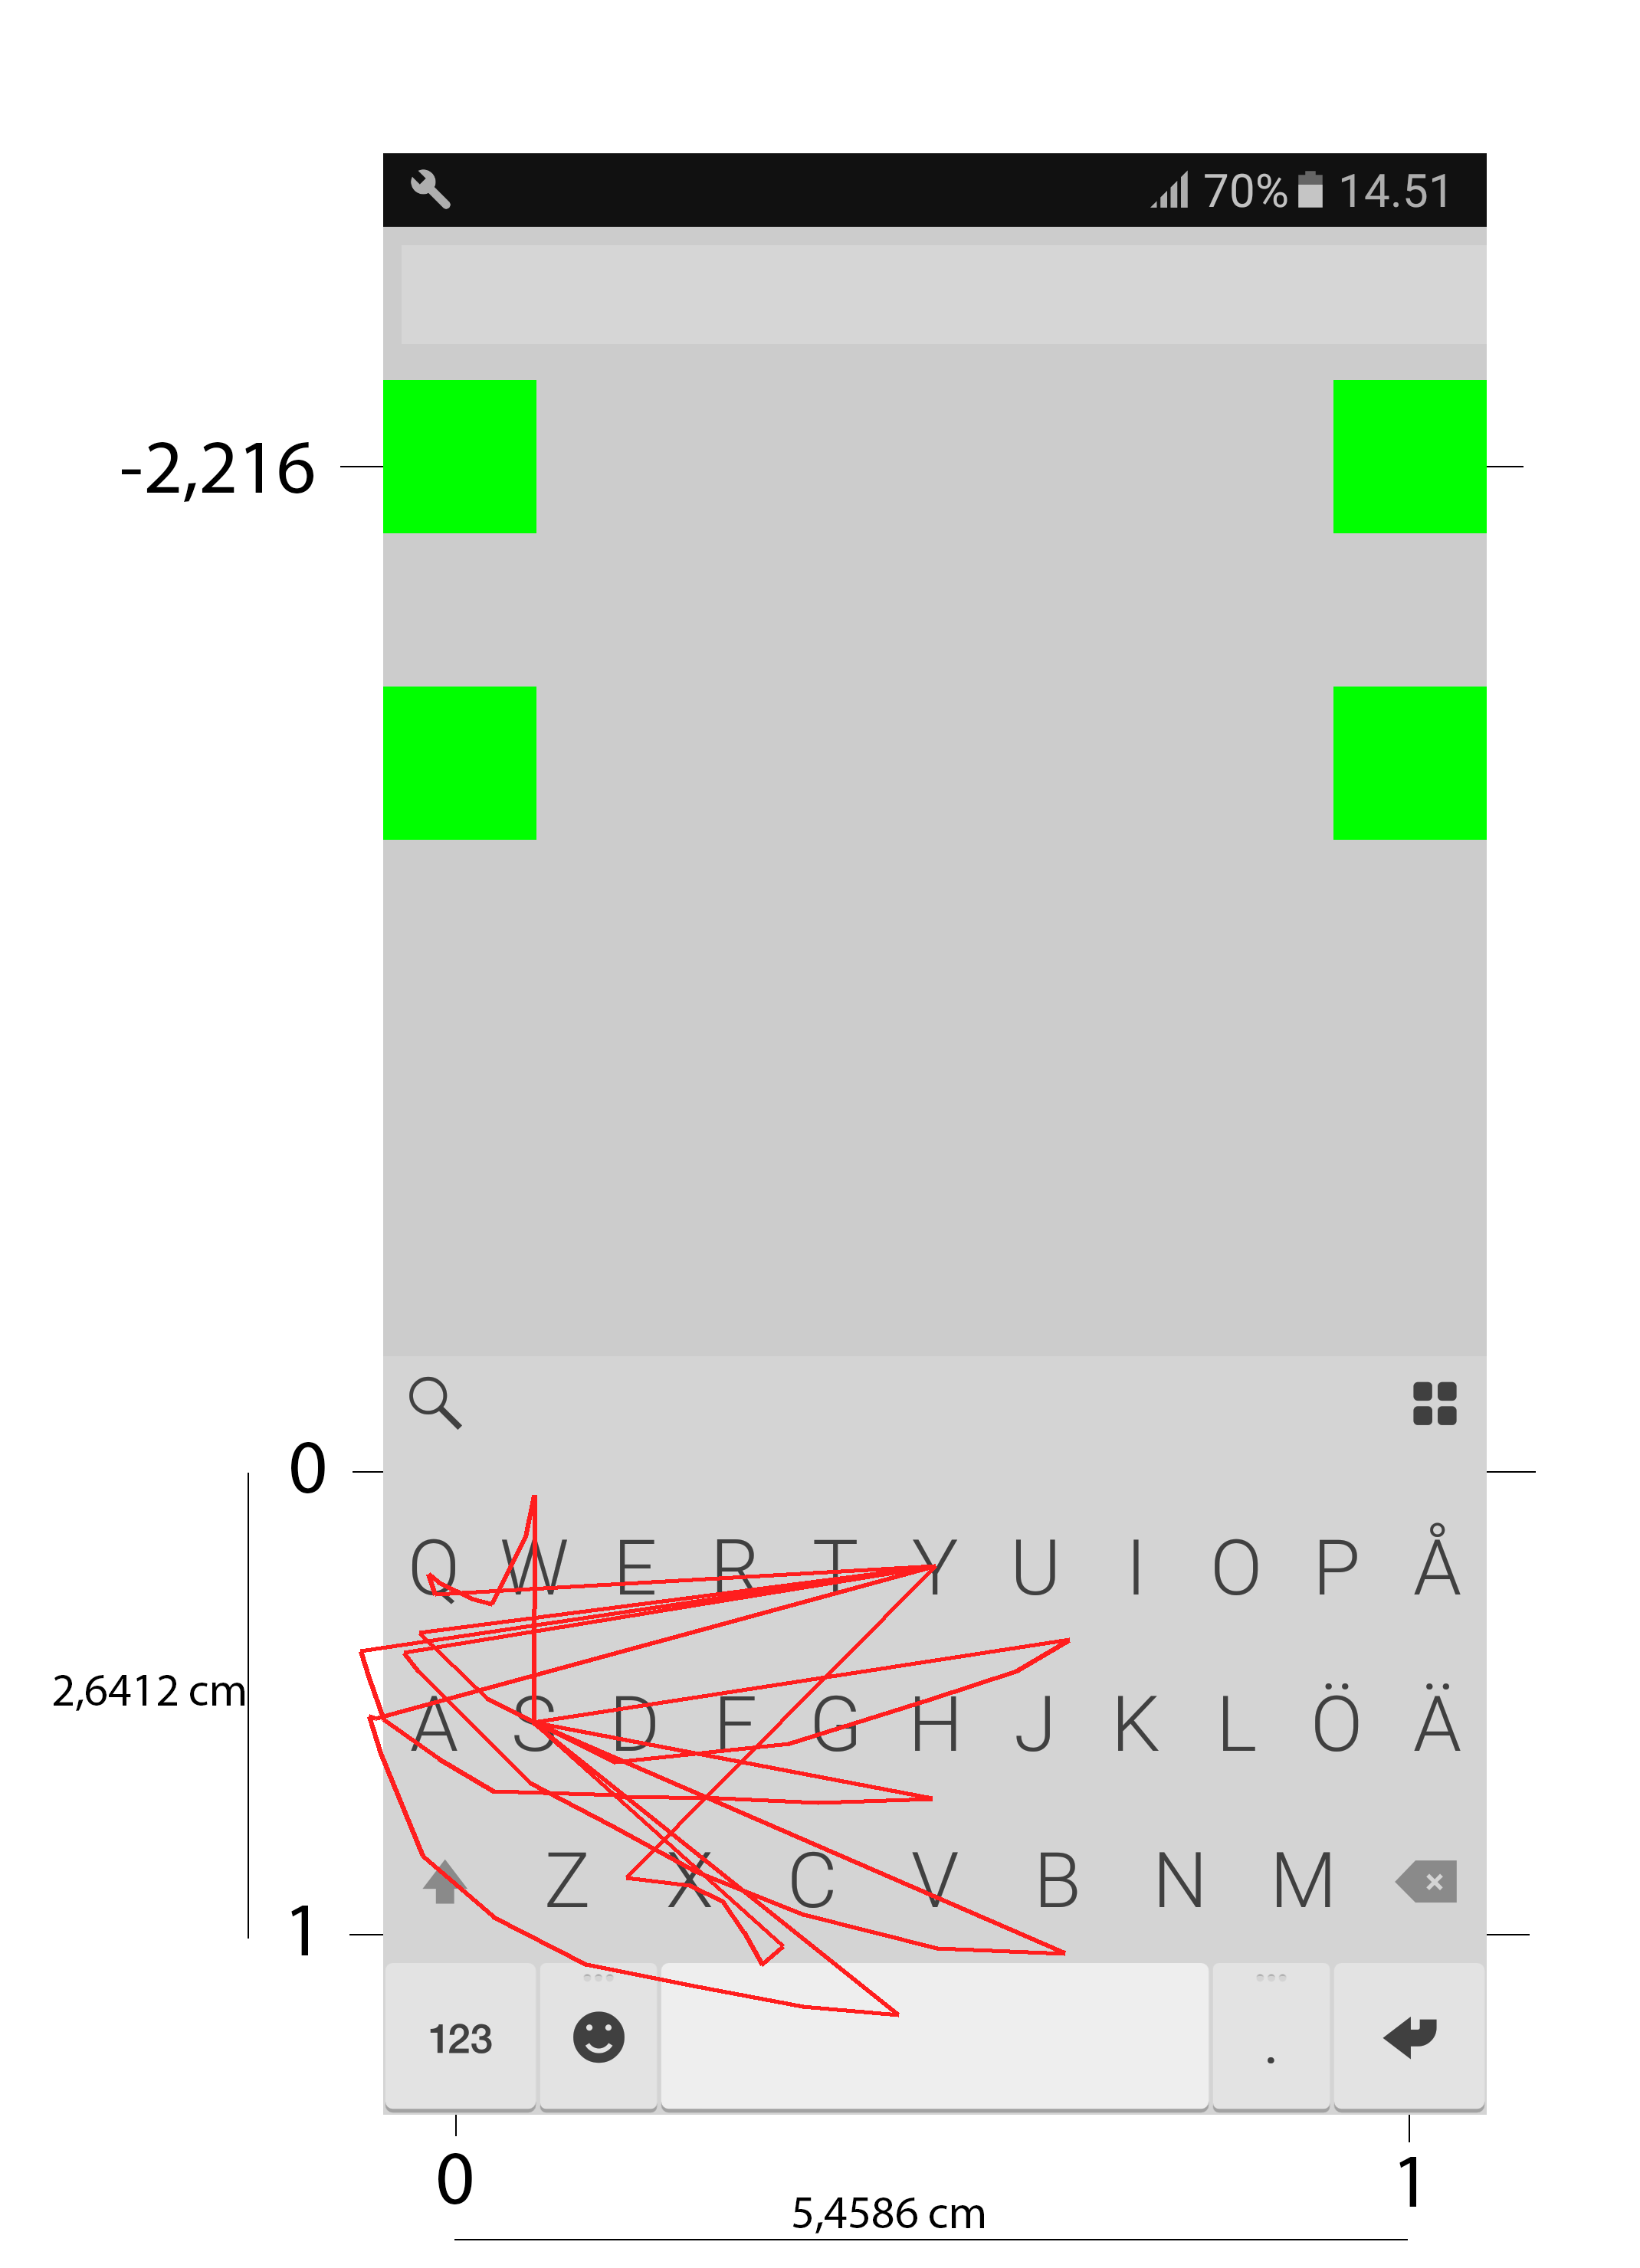 70% 14.51
-2,216
0
Q W E R T Y U I O P Å
2,6412 cm
A S D F G H J K L Ö Ä
Z X C V B N M
1
123 .
0 1
5,4586 cm